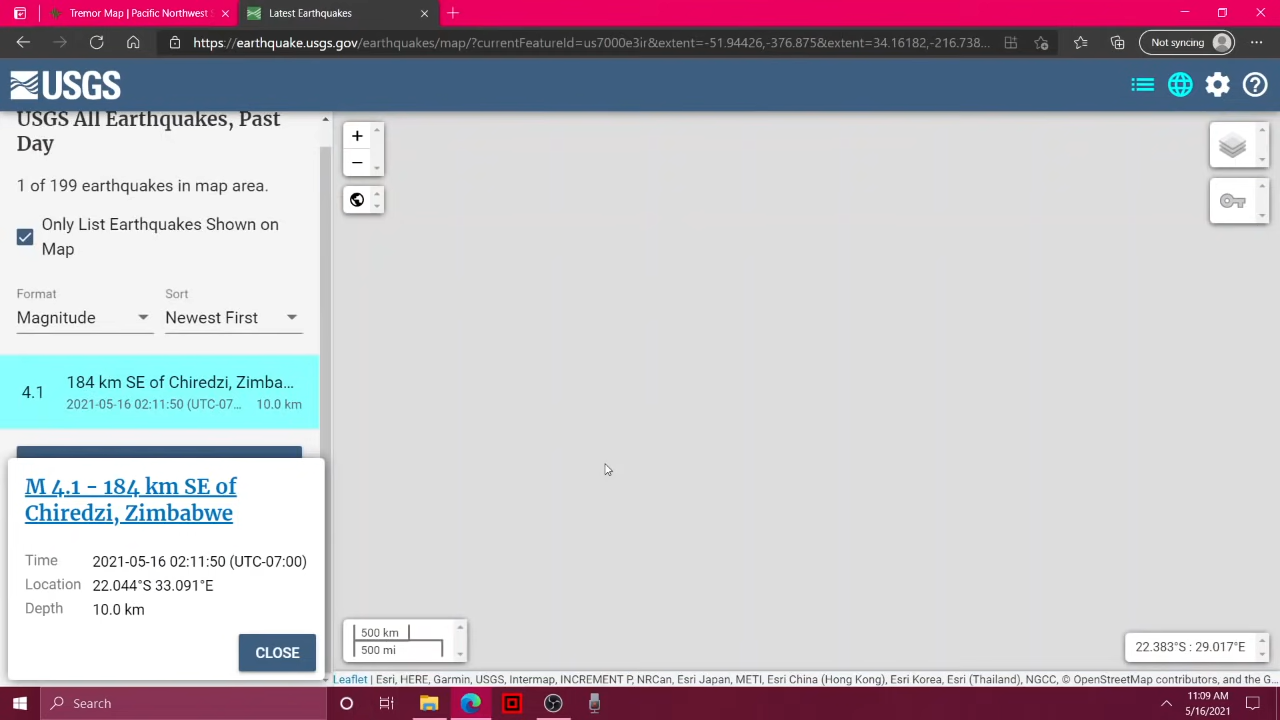 Tremor Map | Pacific Northwest
Latest Earthquakes
https://earthquake.usgs.gov/earthquakes/map/?currentFeatureId=us7000e3ir&extent=-51.94426,-376.875&extent=34.16182,-216.738...
Not syncing
USGS
USGS All Earthquakes, Past
Day
1 of 199 earthquakes in map area.
Only List Earthquakes Shown on
Map
Format
Sort
Magnitude
Newest First
4.1
184 km SE of Chiredzi, Zimba...
2021-05-16 02:11:50 (UTC-07...
10.0 km
M 4.1 - 184 km SE of
Chiredzi, Zimbabwe
Time
2021-05-16 02:11:50 (UTC-07:00)
Location
22.044°S 33.091°E
Depth
10.0 km
CLOSE
+
−
500 km
500 mi
22.383°S : 29.017°E
Leaflet | Esri, HERE, Garmin, USGS, Intermap, INCREMENT P, NRCan, Esri Japan, METI, Esri China (Hong Kong), Esri Korea, Esri (Thailand), NGCC, © OpenStreetMap contributors, and the G...
Search
11:09 AM
5/16/2021